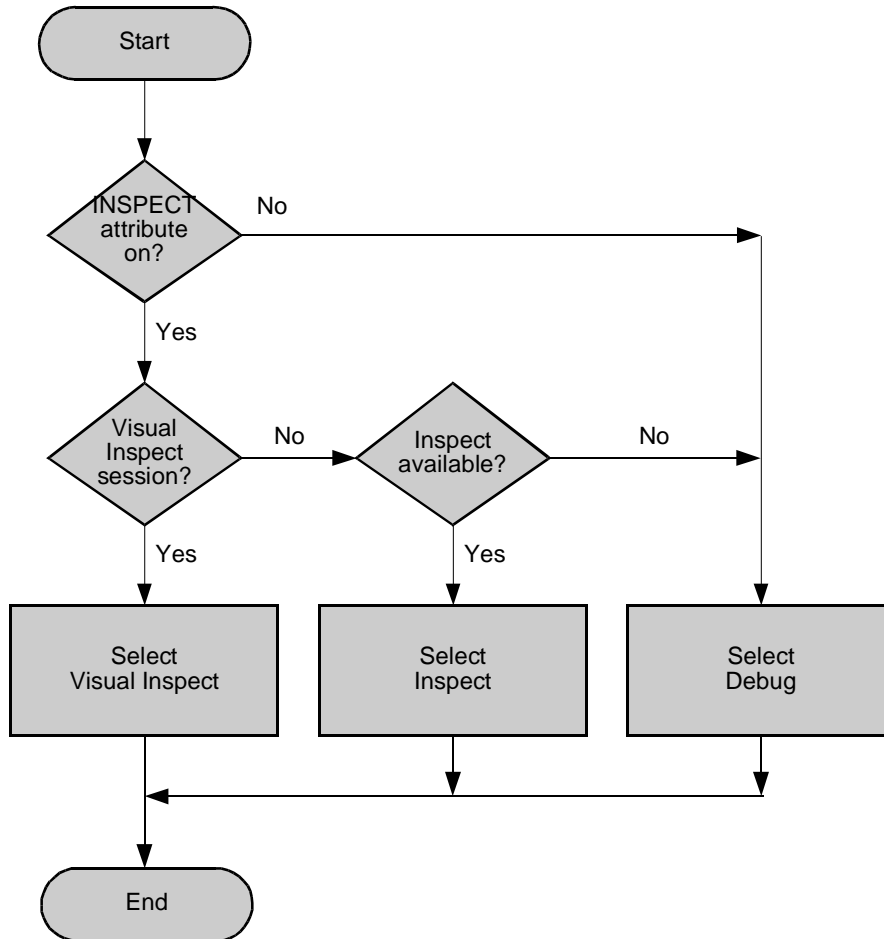 Start
INSPECT
attribute
on?
No
Yes
Visual
Inspect
session?
No
Inspect
available?
No
Yes
Yes
Select
Visual Inspect
Select
Inspect
Select
Debug
End